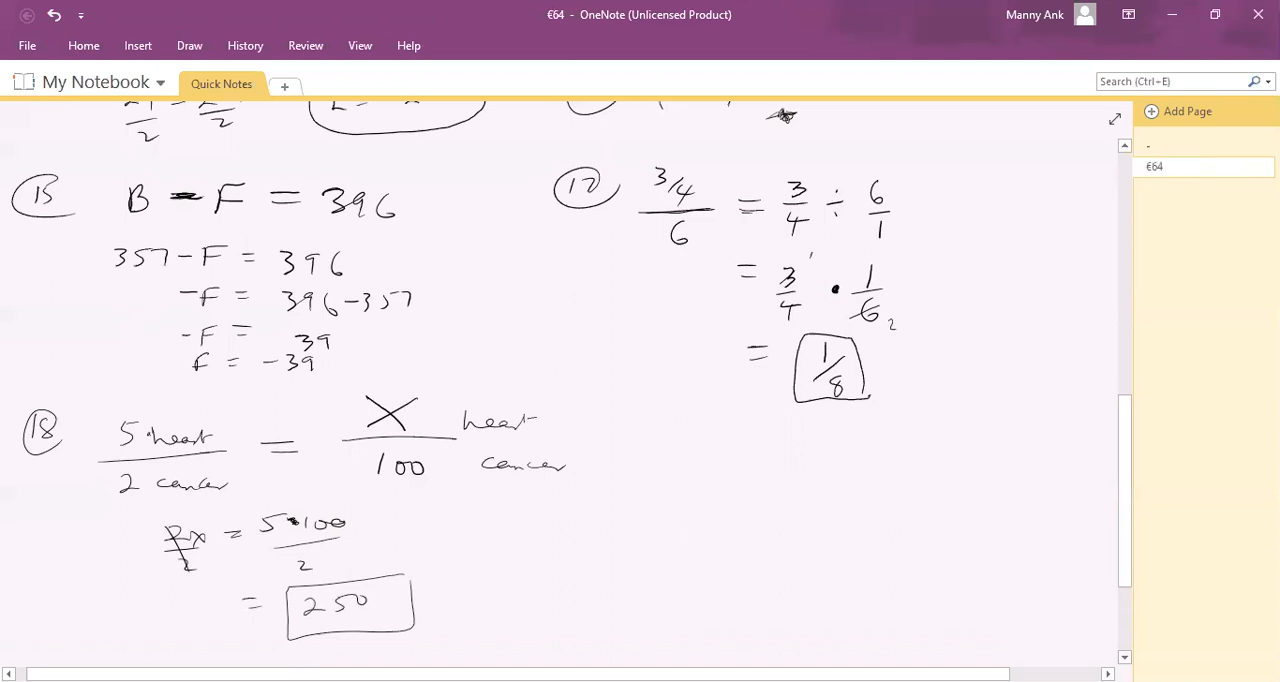 €64 - OneNote (Unlicensed Product)
Manny Ank
File Home Insert Draw History Review View Help
My Notebook
Quick Notes
+
Search (Ctrl+E)
Add Page
-
€64
15 B - F = 396
357 - F = 396
-F = 396 - 357
-F = 39
F = -39
17 3/4 / 6 = 3/4 ÷ 6/1
= 3/4 • 1/6
1
2
= 1/8
18 5 heart / 2 cancer = X / 100 heart cancer
2x/2 = 5•100/2
= 250